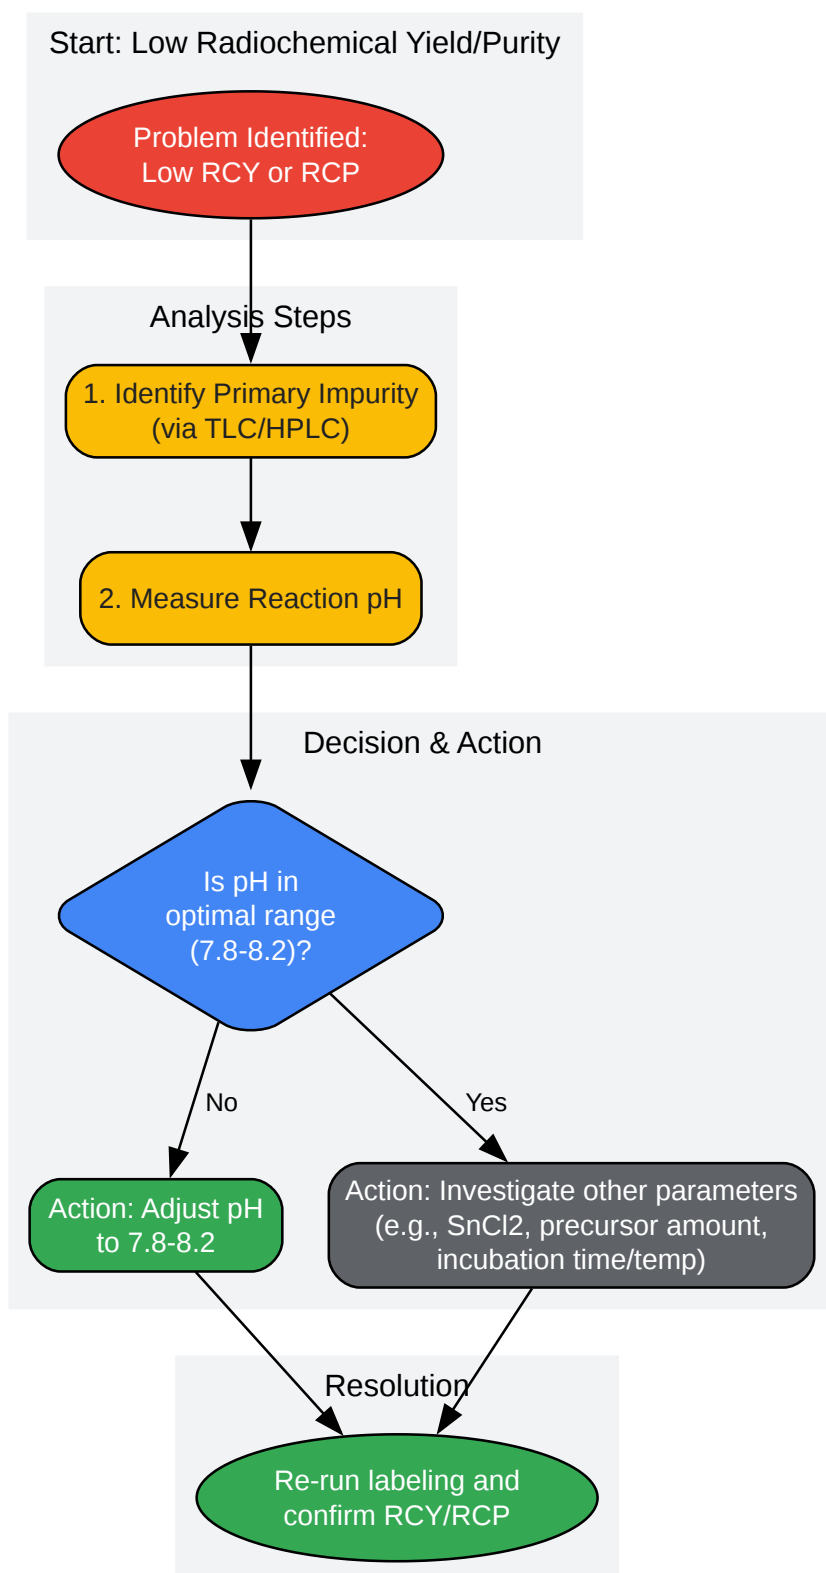 Start: Low Radiochemical Yield/Purity
Problem Identified:
Low RCY or RCP
Analysis Steps
1. Identify Primary Impurity
(via TLC/HPLC)
2. Measure Reaction pH
Decision & Action
Is pH in
optimal range
(7.8-8.2)?
No
Yes
Action: Adjust pH
to 7.8-8.2
Action: Investigate other parameters
(e.g., SnCl2, precursor amount,
incubation time/temp)
Resolution
Re-run labeling and
confirm RCY/RCP